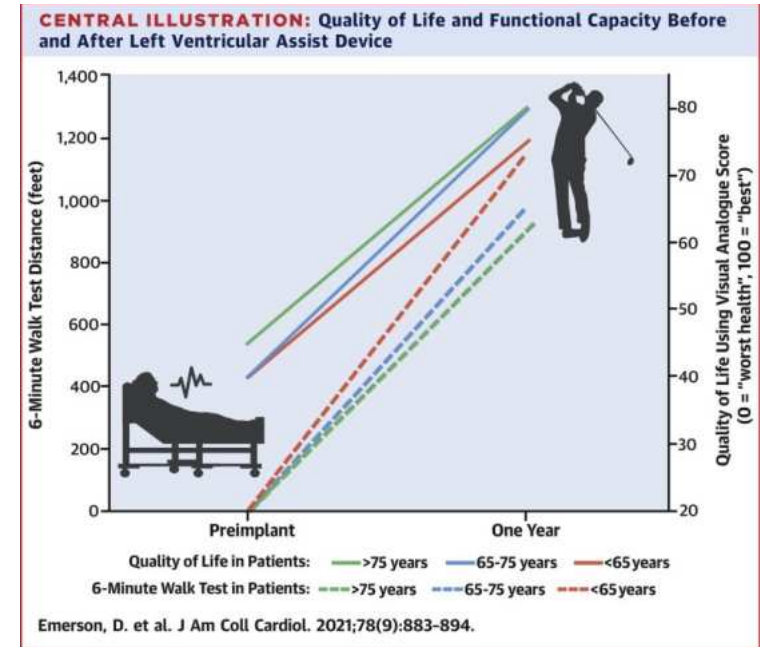 CENTRAL ILLUSTRATION: Quality of Life and Functional Capacity Before
and After Left Ventricular Assist Device
6-Minute Walk Test Distance (feet)
1,400
1,200
1,000
800
600
400
200
0
80
70
60
50
40
30
20
Quality of Life Using Visual Analogue Score
(0 = "worst health", 100 = "best")
Preimplant One Year
Quality of Life in Patients: >75 years 65-75 years <65 years
6-Minute Walk Test in Patients: >75 years 65-75 years <65 years
Emerson, D. et al. J Am Coll Cardiol. 2021;78(9):883-894.